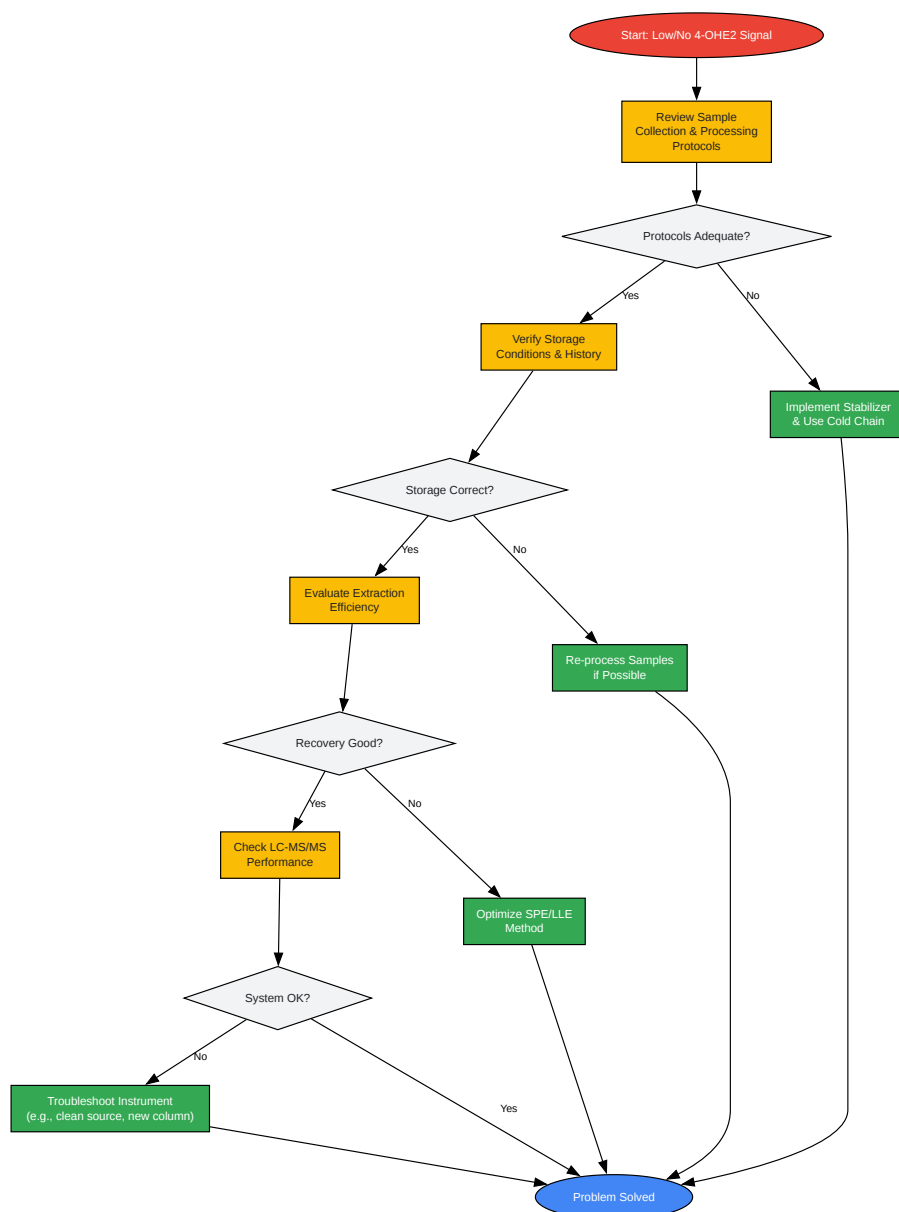 Start: Low/No 4-OHE2 Signal
Review Sample
Collection & Processing
Protocols
Protocols Adequate?
Yes
No
Verify Storage
Conditions & History
Implement Stabilizer
& Use Cold Chain
Storage Correct?
Yes
No
Evaluate Extraction
Efficiency
Re-process Samples
if Possible
Recovery Good?
Yes
No
Check LC-MS/MS
Performance
Optimize SPE/LLE
Method
System OK?
No
Yes
Troubleshoot Instrument
(e.g., clean source, new column)
Problem Solved